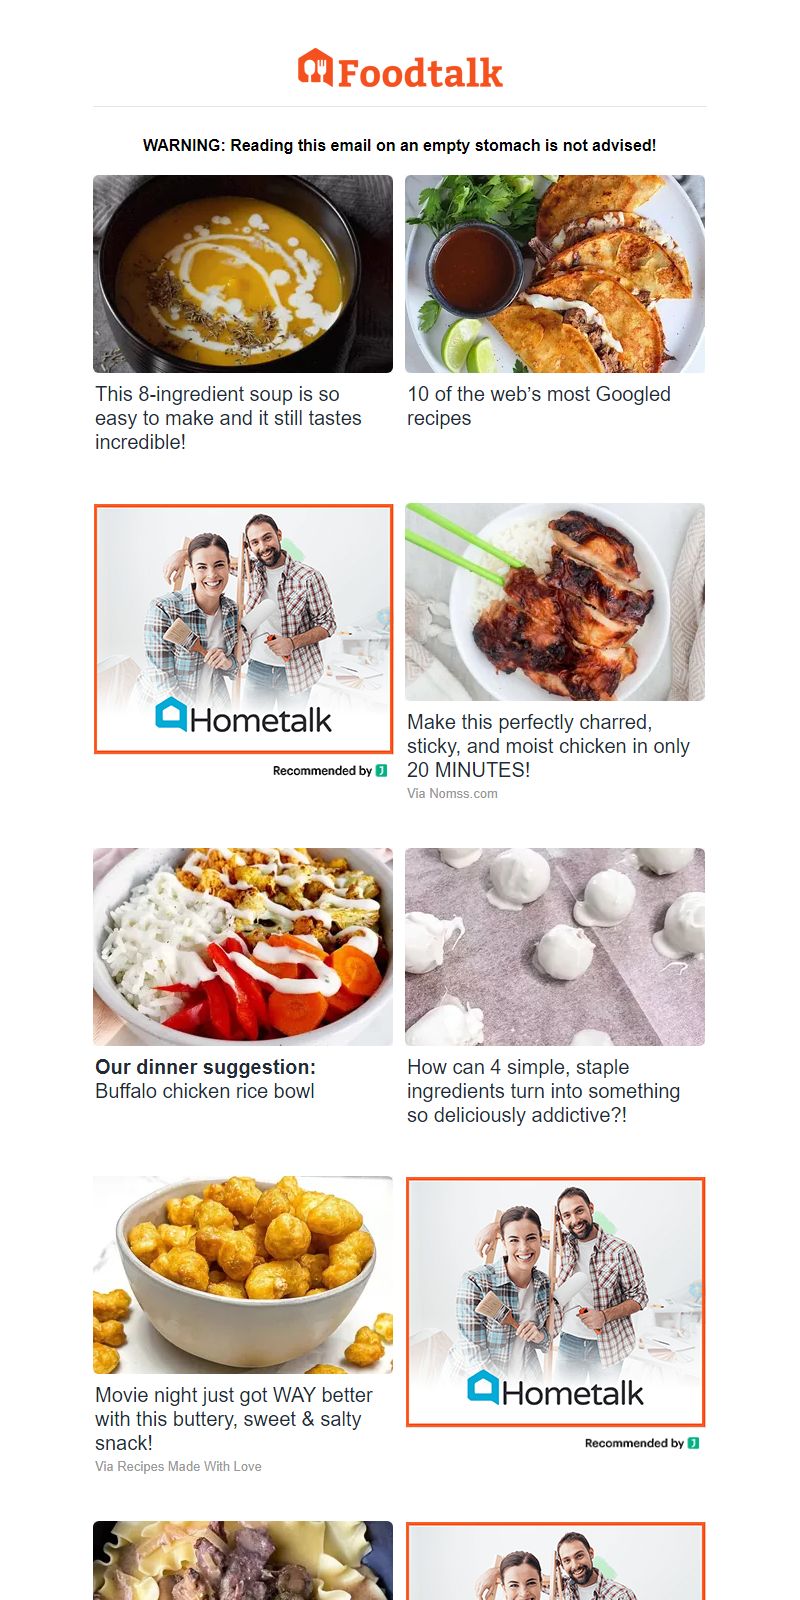 Foodtalk
WARNING: Reading this email on an empty stomach is not advised!
This 8-ingredient soup is so
easy to make and it still tastes
incredible!
10 of the web’s most Googled
recipes
Hometalk
Recommended by
Make this perfectly charred,
sticky, and moist chicken in only
20 MINUTES!
Via Nomss.com
Our dinner suggestion:
Buffalo chicken rice bowl
How can 4 simple, staple
ingredients turn into something
so deliciously addictive?!
Movie night just got WAY better
with this buttery, sweet & salty
snack!
Via Recipes Made With Love
Hometalk
Recommended by